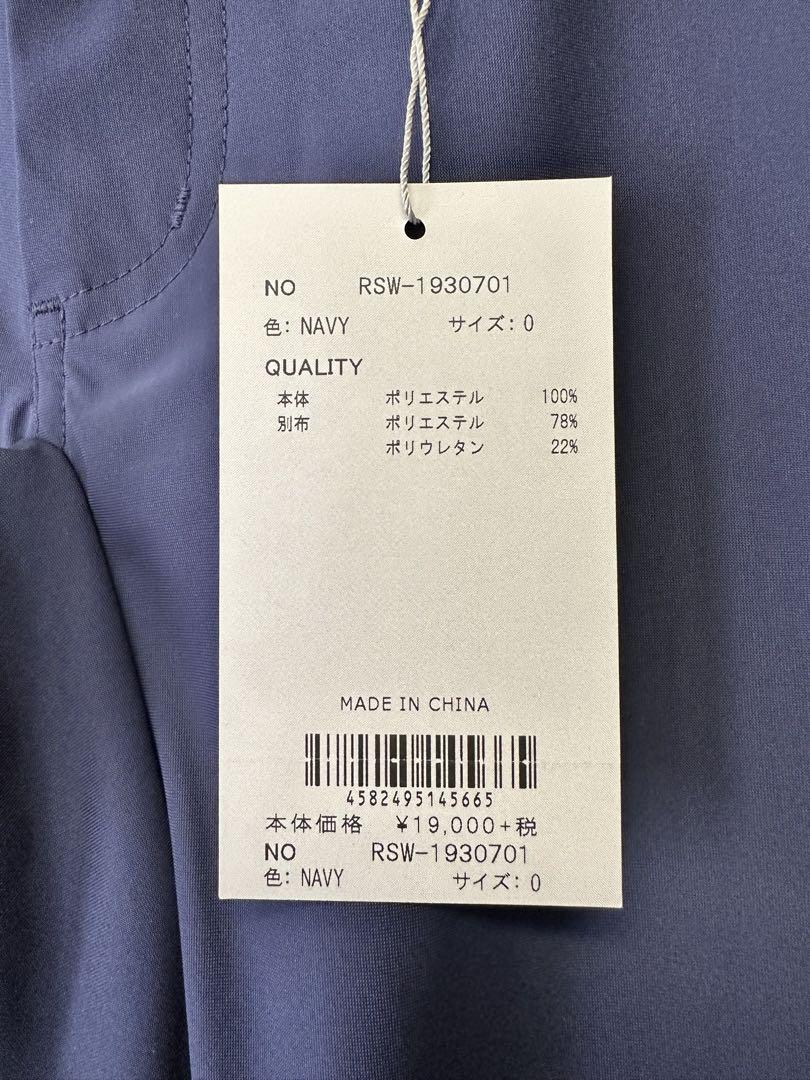 NO RSW-1930701
色: NAVY サイズ: 0
QUALITY
本体 ポリエステル 100%
別布 ポリエステル 78%
ポリウレタン 22%
MADE IN CHINA
4582495145665
本体価格 ¥19,000+税
NO RSW-1930701
色: NAVY サイズ: 0